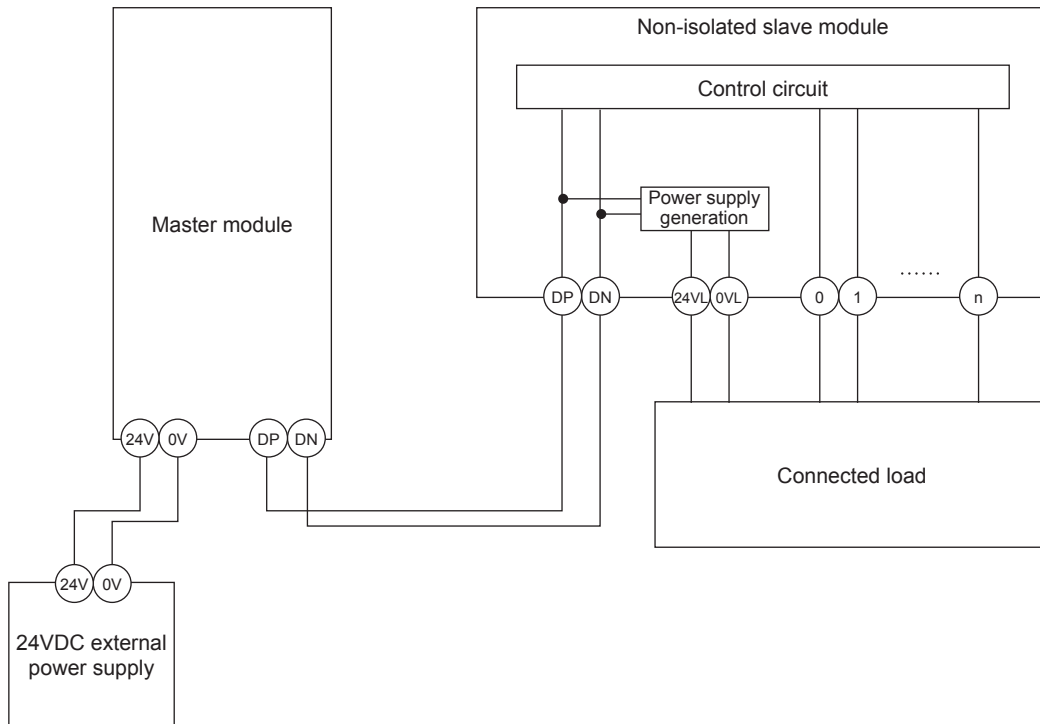 Non-isolated slave module
Control circuit
Power supply
generation
Master module
DP DN 24VL 0VL 0 1 ...... n
24V 0V DP DN
Connected load
24V 0V
24VDC external
power supply